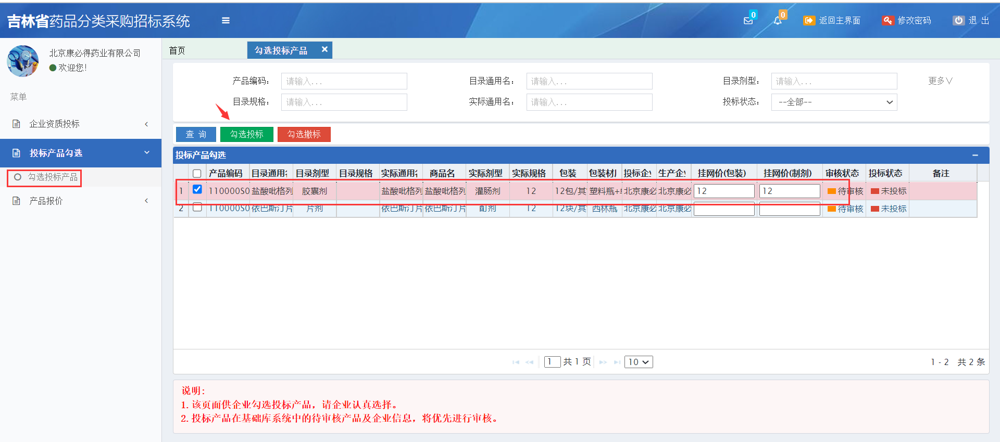 吉林省药品分类采购招标系统
0
0
返回主界面
修改密码
退 出
北京康必得药业有限公司
欢迎您!
菜单
企业资质投标
投标产品勾选
勾选投标产品
产品报价
首页
勾选投标产品 ×
产品编码: 请输入... 目录通用名: 请输入... 目录剂型: 请输入... 更多∨
目录规格: 请输入... 实际通用名: 请输入... 投标状态: --全部--
查 询 勾选投标 勾选撤标
投标产品勾选
产品编码 目录通用名 目录剂型 目录规格 实际通用名 商品名 实际剂型 实际规格 包装 包装材 投标企 生产企 挂网价(包装) 挂网价(制剂) 审核状态 投标状态 备注
1 110000S0 盐酸吡格列 胶囊剂 盐酸吡格列 盐酸吡格列 灌肠剂 12 12包/其 塑料瓶+ 北京康必 北京康必 12 12 待审核 未投标
2 110000S0 依巴斯汀片 片剂 依巴斯汀片 依巴斯汀片 酊剂 12 12块/其 西林瓶 北京康必 北京康必 待审核 未投标
1 共 1 页 10 1 - 2 共 2 条
说明:
1. 该页面供企业勾选投标产品，请企业认真选择。
2. 投标产品在基础库系统中的待审核产品及企业信息，将优先进行审核。